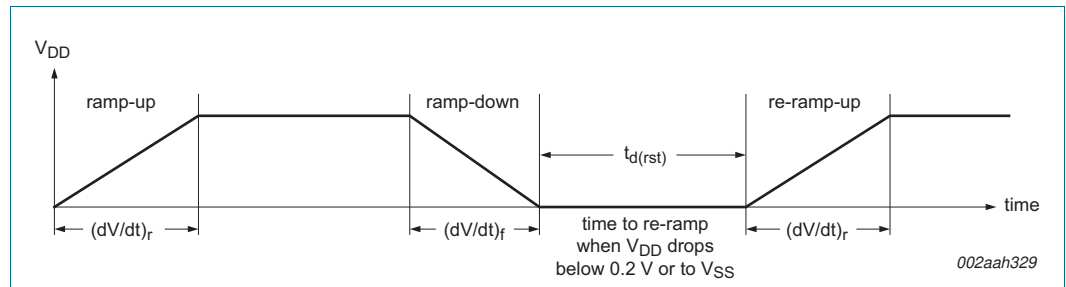 VDD
ramp-up
ramp-down
re-ramp-up
td(rst)
time
(dV/dt)r
(dV/dt)f
time to re-ramp
when VDD drops
below 0.2 V or to VSS
(dV/dt)r
002aah329